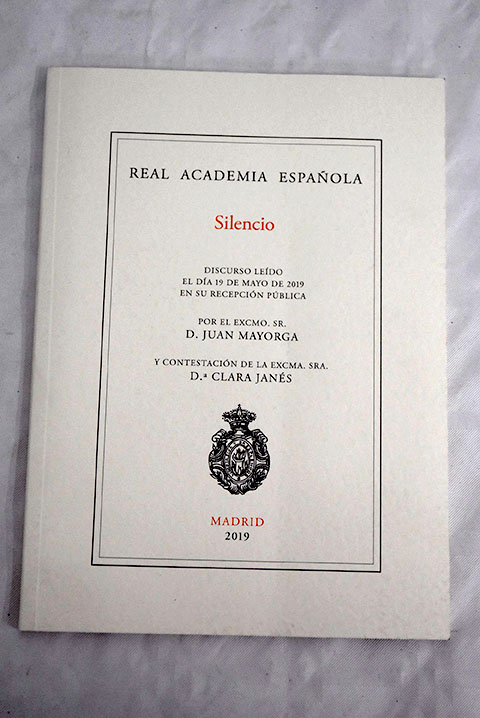 REAL ACADEMIA ESPAÑOLA
Silencio
DISCURSO LEÍDO
EL DÍA 19 DE MAYO DE 2019
EN SU RECEPCIÓN PÚBLICA
POR EL EXCMO. SR.
D. JUAN MAYORGA
Y CONTESTACIÓN DE LA EXCMA. SRA.
D.ª CLARA JANÉS
MADRID
2019